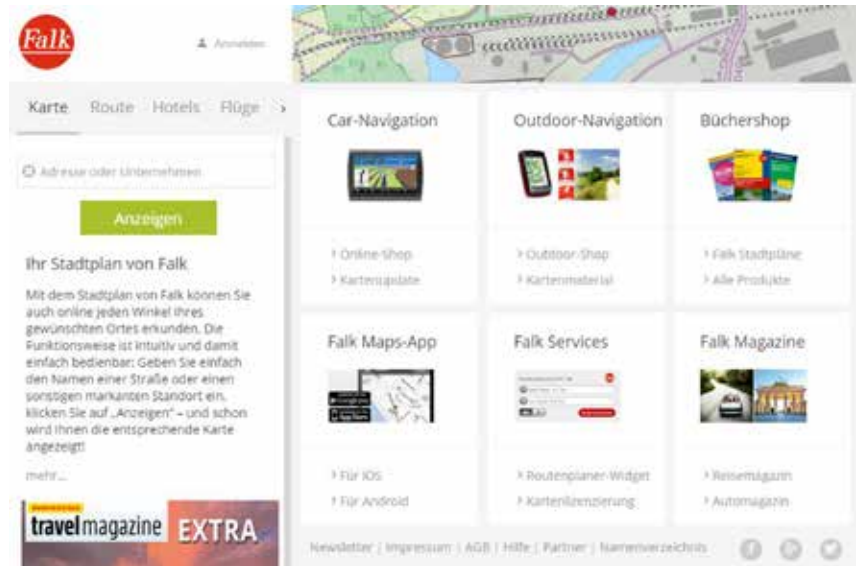 Falk
Anmelden
Karte Route Hotels Flüge ›
Adresse oder Unternehmen
Anzeigen
Ihr Stadtplan von Falk
Mit dem Stadtplan von Falk können Sie
auch online jeden Winkel Ihres
gewünschten Ortes erkunden. Die
Funktionsweise ist intuitiv und damit
einfach bedienbar: Geben Sie einfach
den Namen einer Straße oder einen
sonstigen markanten Standort ein,
klicken Sie auf „Anzeigen“ – und schon
wird Ihnen die entsprechende Karte
angezeigt!
mehr...
travelmagazine EXTRA
Car-Navigation
› Online-Shop
› Kartenupdate
Outdoor-Navigation
› Outdoor-Shop
› Kartenmaterial
Büchershop
› Falk Stadtpläne
› Alle Produkte
Falk Maps-App
› Für iOS
› Für Android
Falk Services
› Routenplaner-Widget
› Kartenlizenzierung
Falk Magazine
› Reisemagazin
› Automagazin
Newsletter | Impressum | AGB | Hilfe | Partner | Namenverzeichnis